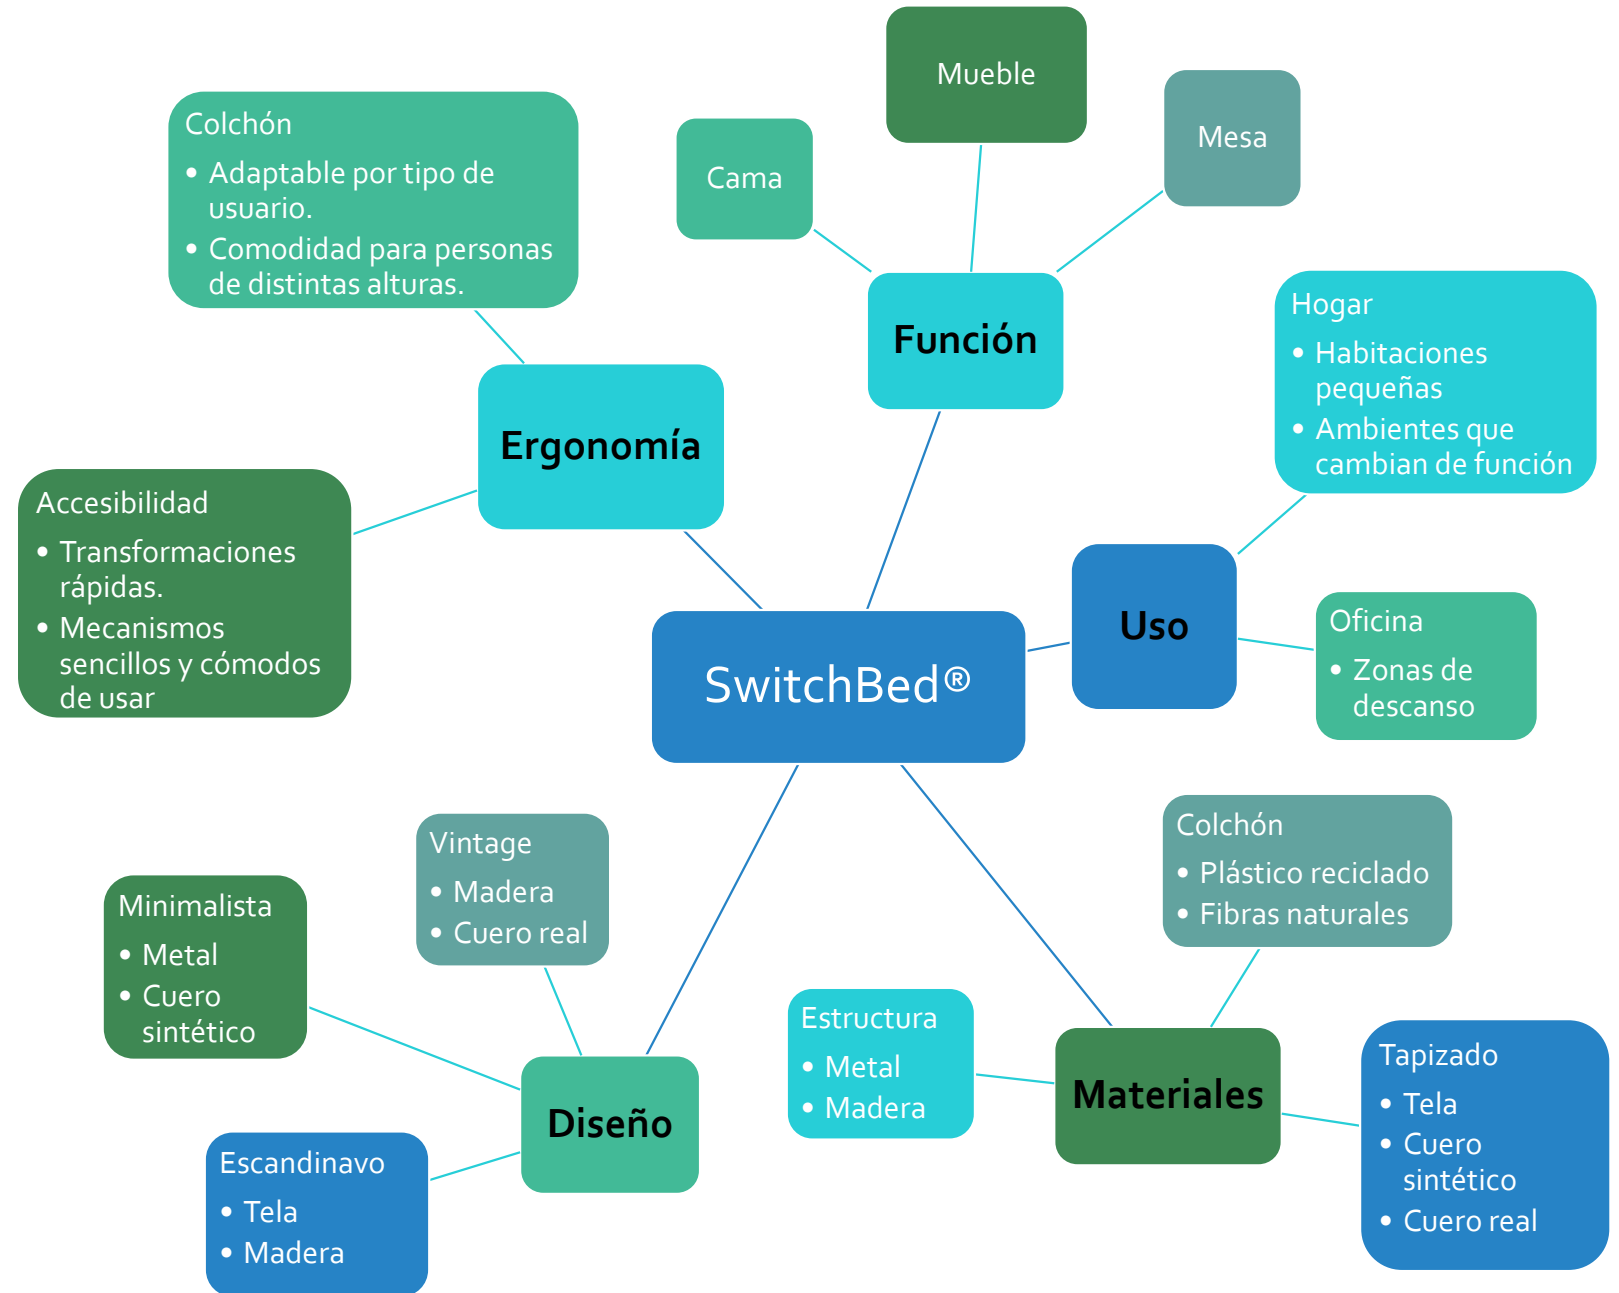 SwitchBed®
Función
Cama
Mueble
Mesa
Uso
Hogar
• Habitaciones
pequeñas
• Ambientes que
cambian de función
Oficina
• Zonas de
descanso
Materiales
Colchón
• Plástico reciclado
• Fibras naturales
Tapizado
• Tela
• Cuero
sintético
• Cuero real
Estructura
• Metal
• Madera
Diseño
Vintage
• Madera
• Cuero real
Minimalista
• Metal
• Cuero
sintético
Escandinavo
• Tela
• Madera
Ergonomía
Colchón
• Adaptable por tipo de
usuario.
• Comodidad para personas
de distintas alturas.
Accesibilidad
• Transformaciones
rápidas.
• Mecanismos
sencillos y cómodos
de usar